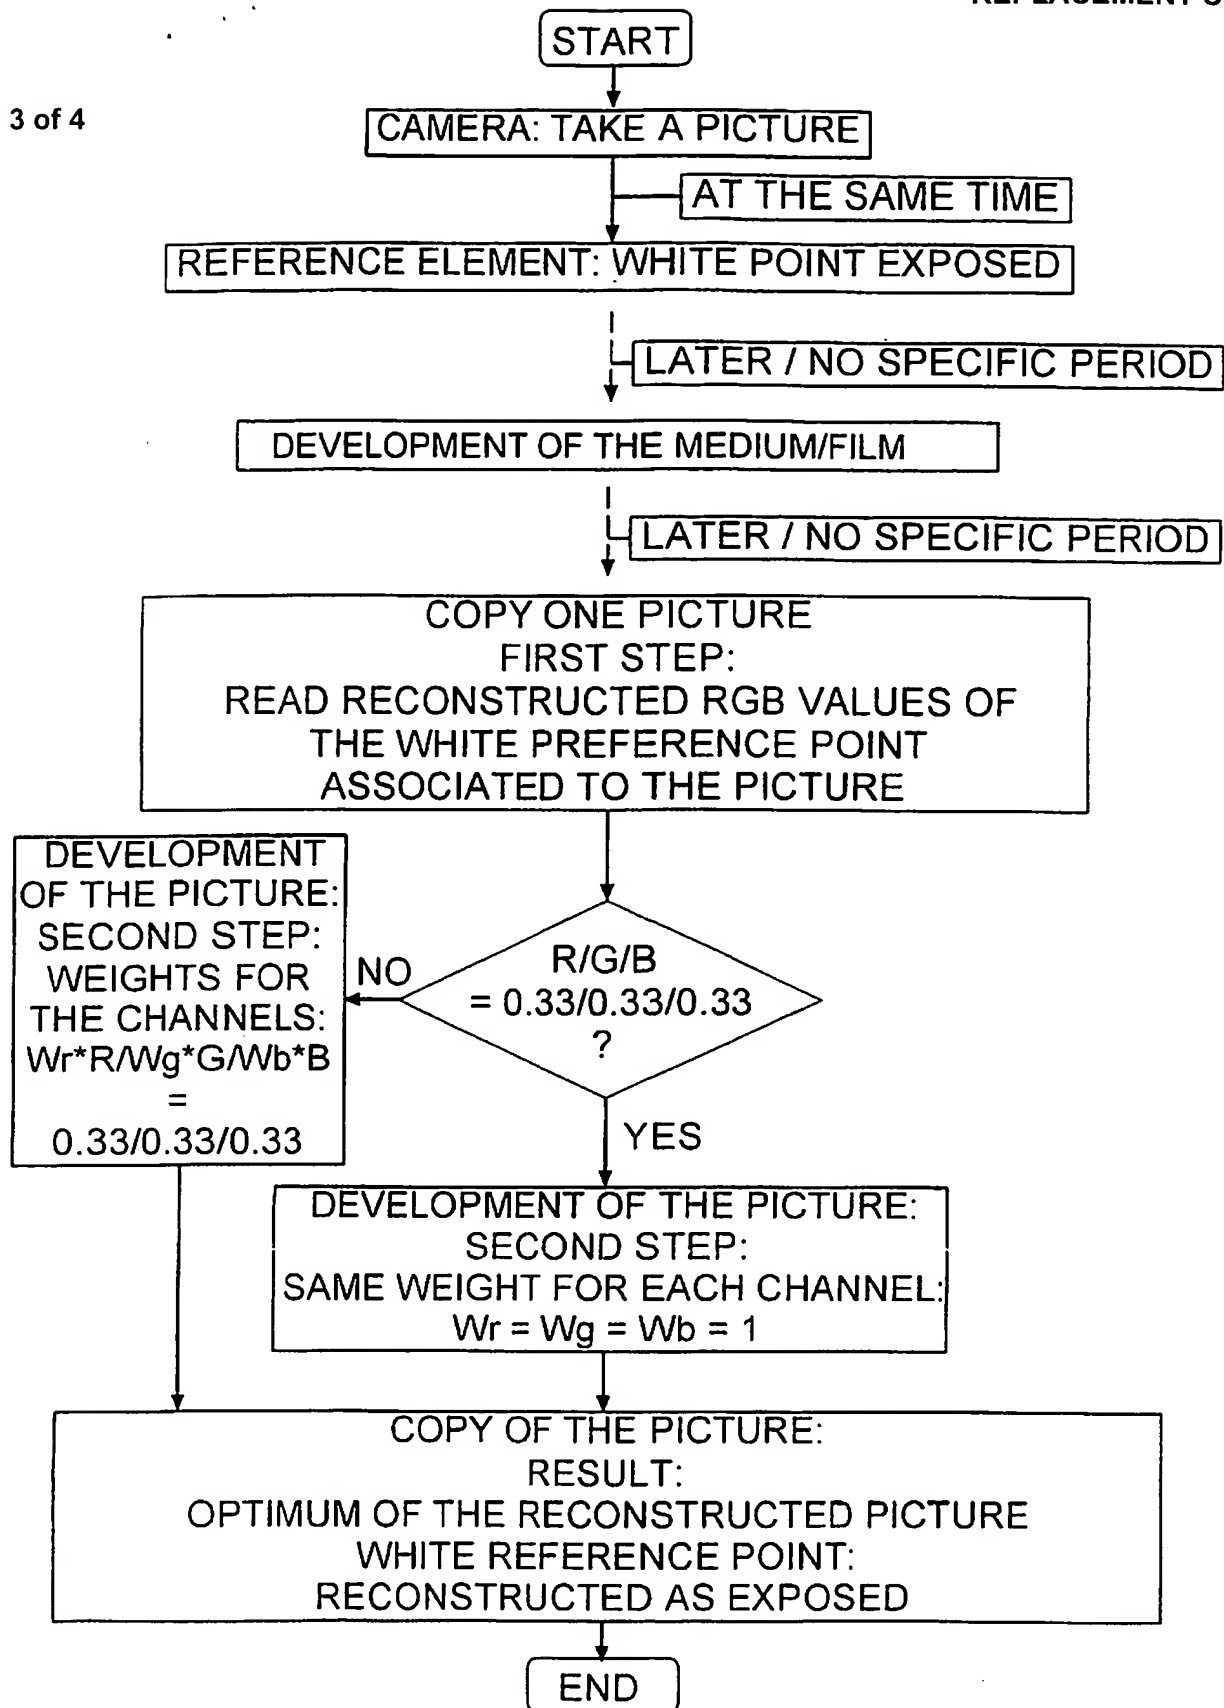 START
3 of 4
CAMERA: TAKE A PICTURE
AT THE SAME TIME
REFERENCE ELEMENT: WHITE POINT EXPOSED
LATER / NO SPECIFIC PERIOD
DEVELOPMENT OF THE MEDIUM/FILM
LATER / NO SPECIFIC PERIOD
COPY ONE PICTURE
FIRST STEP:
READ RECONSTRUCTED RGB VALUES OF
THE WHITE PREFERENCE POINT
ASSOCIATED TO THE PICTURE
DEVELOPMENT
OF THE PICTURE:
SECOND STEP:
WEIGHTS FOR
THE CHANNELS:
Wr*R/Wg*G/Wb*B
=
0.33/0.33/0.33
NO
R/G/B
= 0.33/0.33/0.33
?
YES
DEVELOPMENT OF THE PICTURE:
SECOND STEP:
SAME WEIGHT FOR EACH CHANNEL:
Wr = Wg = Wb = 1
COPY OF THE PICTURE:
RESULT:
OPTIMUM OF THE RECONSTRUCTED PICTURE
WHITE REFERENCE POINT:
RECONSTRUCTED AS EXPOSED
END